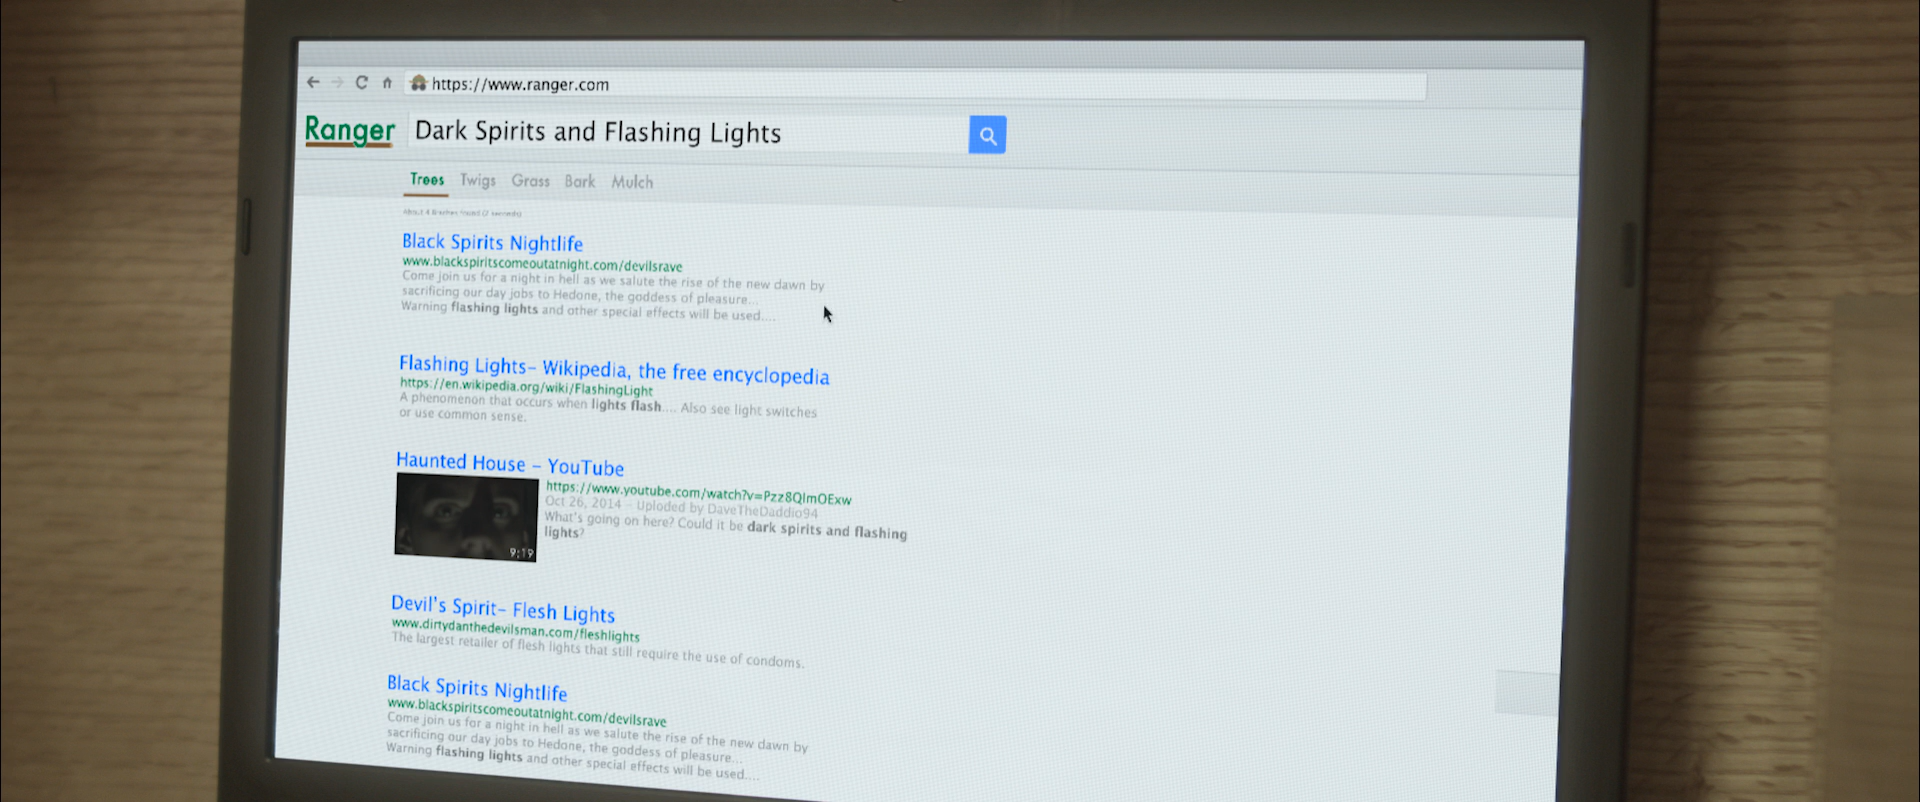 https://www.ranger.com
Ranger Dark Spirits and Flashing Lights
Trees Twigs Grass Bark Mulch
Black Spirits Nightlife
www.blackspiritscomeoutatnight.com/devilsrave
Come join us for a night in hell as we salute the rise of the new dawn by
sacrificing our day jobs to Hedone, the goddess of pleasure...
Warning flashing lights and other special effects will be used....
Flashing Lights- Wikipedia, the free encyclopedia
https://en.wikipedia.org/wiki/FlashingLight
A phenomenon that occurs when lights flash.... Also see light switches
or use common sense.
Haunted House - YouTube
https://www.youtube.com/watch?v=Pzz8QlmOExw
Oct 26, 2014 - Uploded by DaveTheDaddio94
What's going on here? Could it be dark spirits and flashing
lights?
9:19
Devil's Spirit- Flesh Lights
www.dirtydanthedevilsman.com/fleshlights
The largest retailer of flesh lights that still require the use of condoms.
Black Spirits Nightlife
www.blackspiritscomeoutatnight.com/devilsrave
Come join us for a night in hell as we salute the rise of the new dawn by
sacrificing our day jobs to Hedone, the goddess of pleasure...
Warning flashing lights and other special effects will be used....